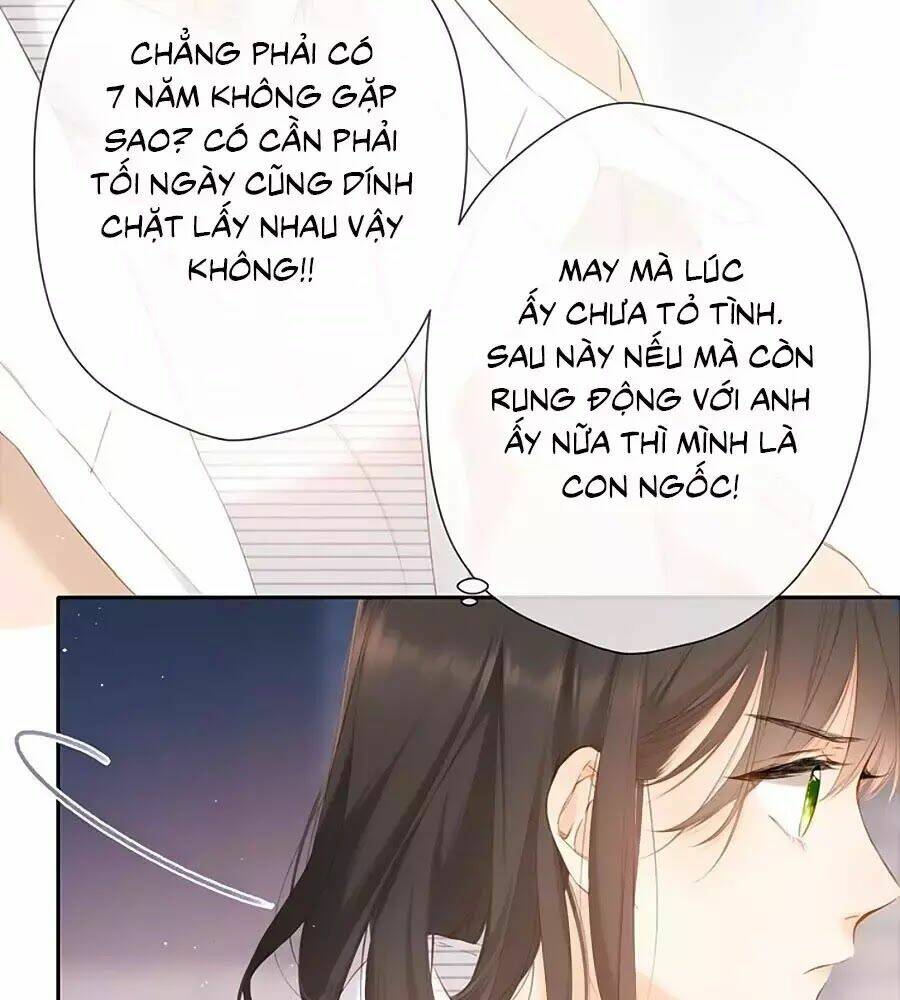 CHẲNG PHẢI CÓ
7 NĂM KHÔNG GẶP
SAO? CÓ CẦN PHẢI
TỐI NGÀY CŨNG DÍNH
CHẶT LẤY NHAU VẬY
KHÔNG!!
MAY MÀ LÚC
ẤY CHƯA TỎ TÌNH.
SAU NÀY NẾU MÀ CÒN
RUNG ĐỘNG VỚI ANH
ẤY NỮA THÌ MÌNH LÀ
CON NGỐC!